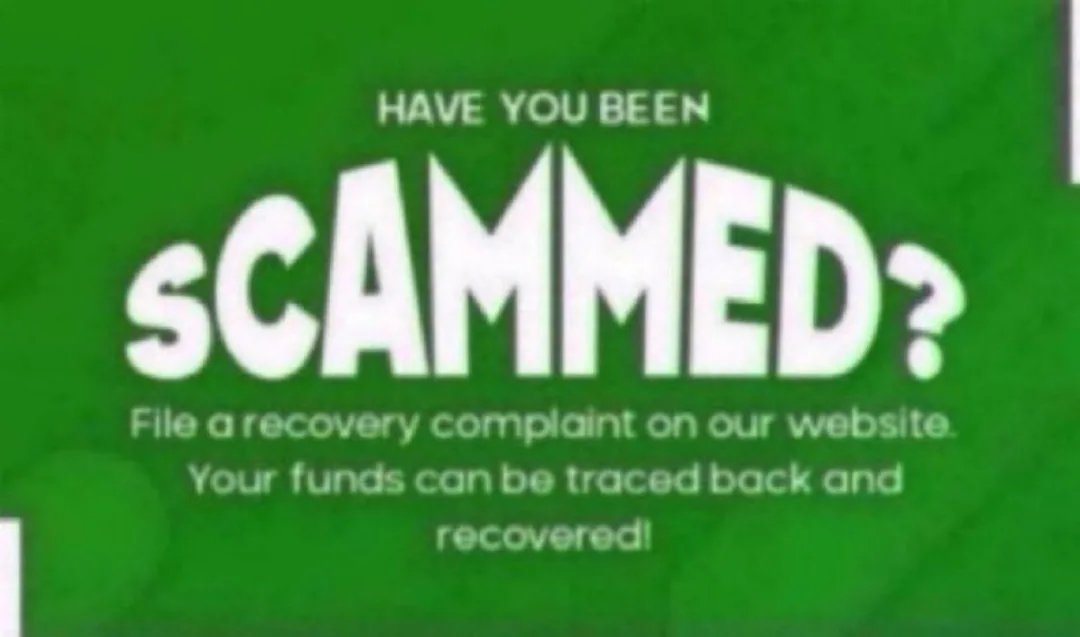 HAVE YOU BEEN
SCAMMED?
File a recovery complaint on our website.
Your funds can be traced back and
recovered!